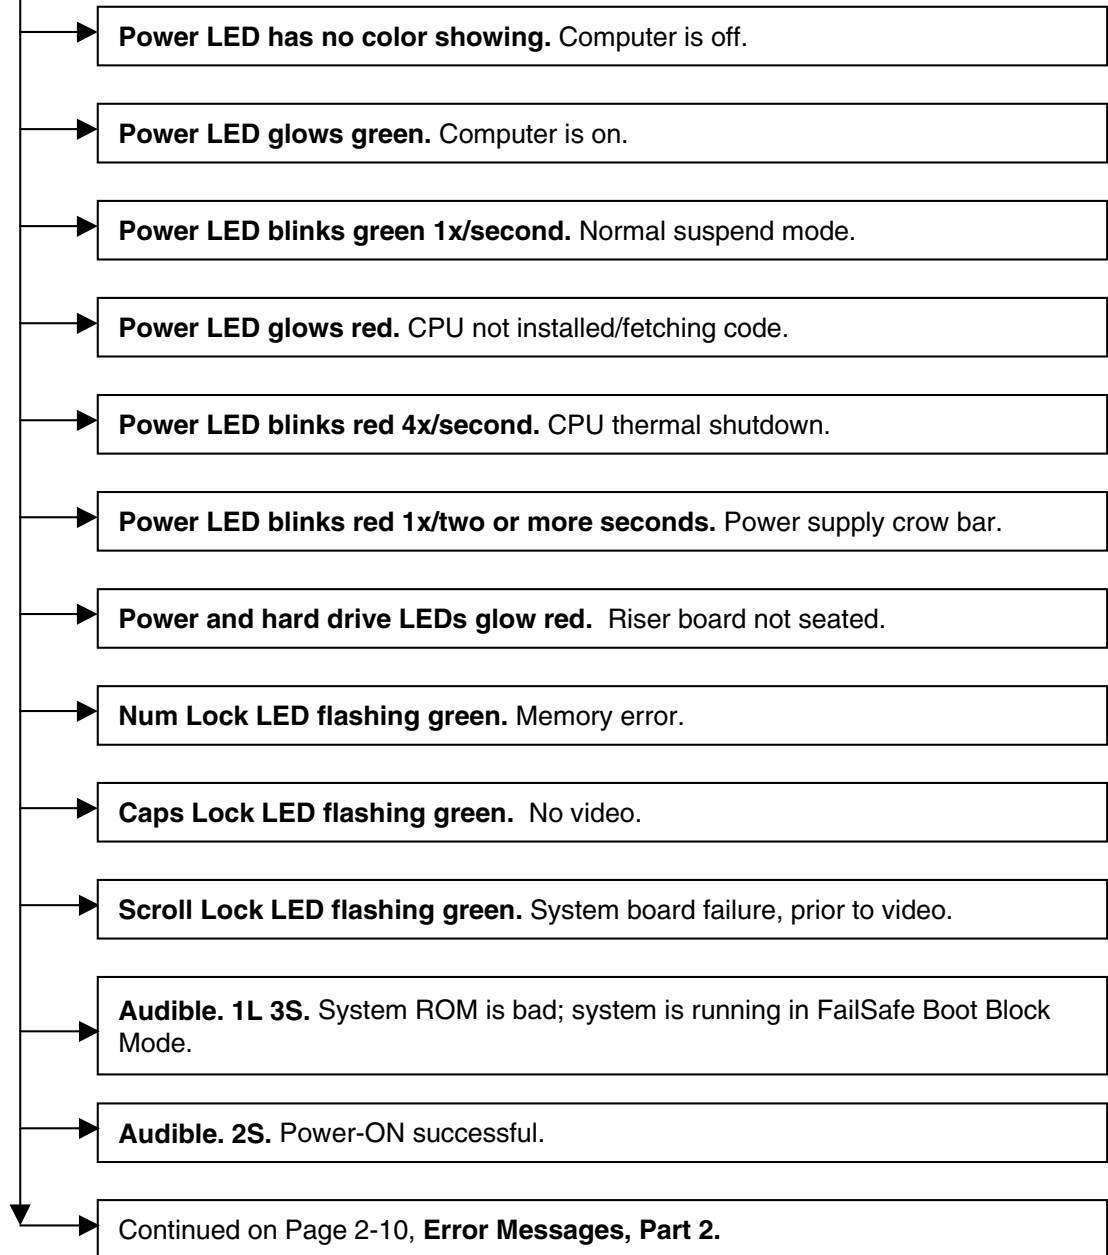 Power LED has no color showing. Computer is off.
Power LED glows green. Computer is on.
Power LED blinks green 1x/second. Normal suspend mode.
Power LED glows red. CPU not installed/fetching code.
Power LED blinks red 4x/second. CPU thermal shutdown.
Power LED blinks red 1x/two or more seconds. Power supply crow bar.
Power and hard drive LEDs glow red. Riser board not seated.
Num Lock LED flashing green. Memory error.
Caps Lock LED flashing green. No video.
Scroll Lock LED flashing green. System board failure, prior to video.
Audible. 1L 3S. System ROM is bad; system is running in FailSafe Boot Block
Mode.
Audible. 2S. Power-ON successful.
Continued on Page 2-10, Error Messages, Part 2.